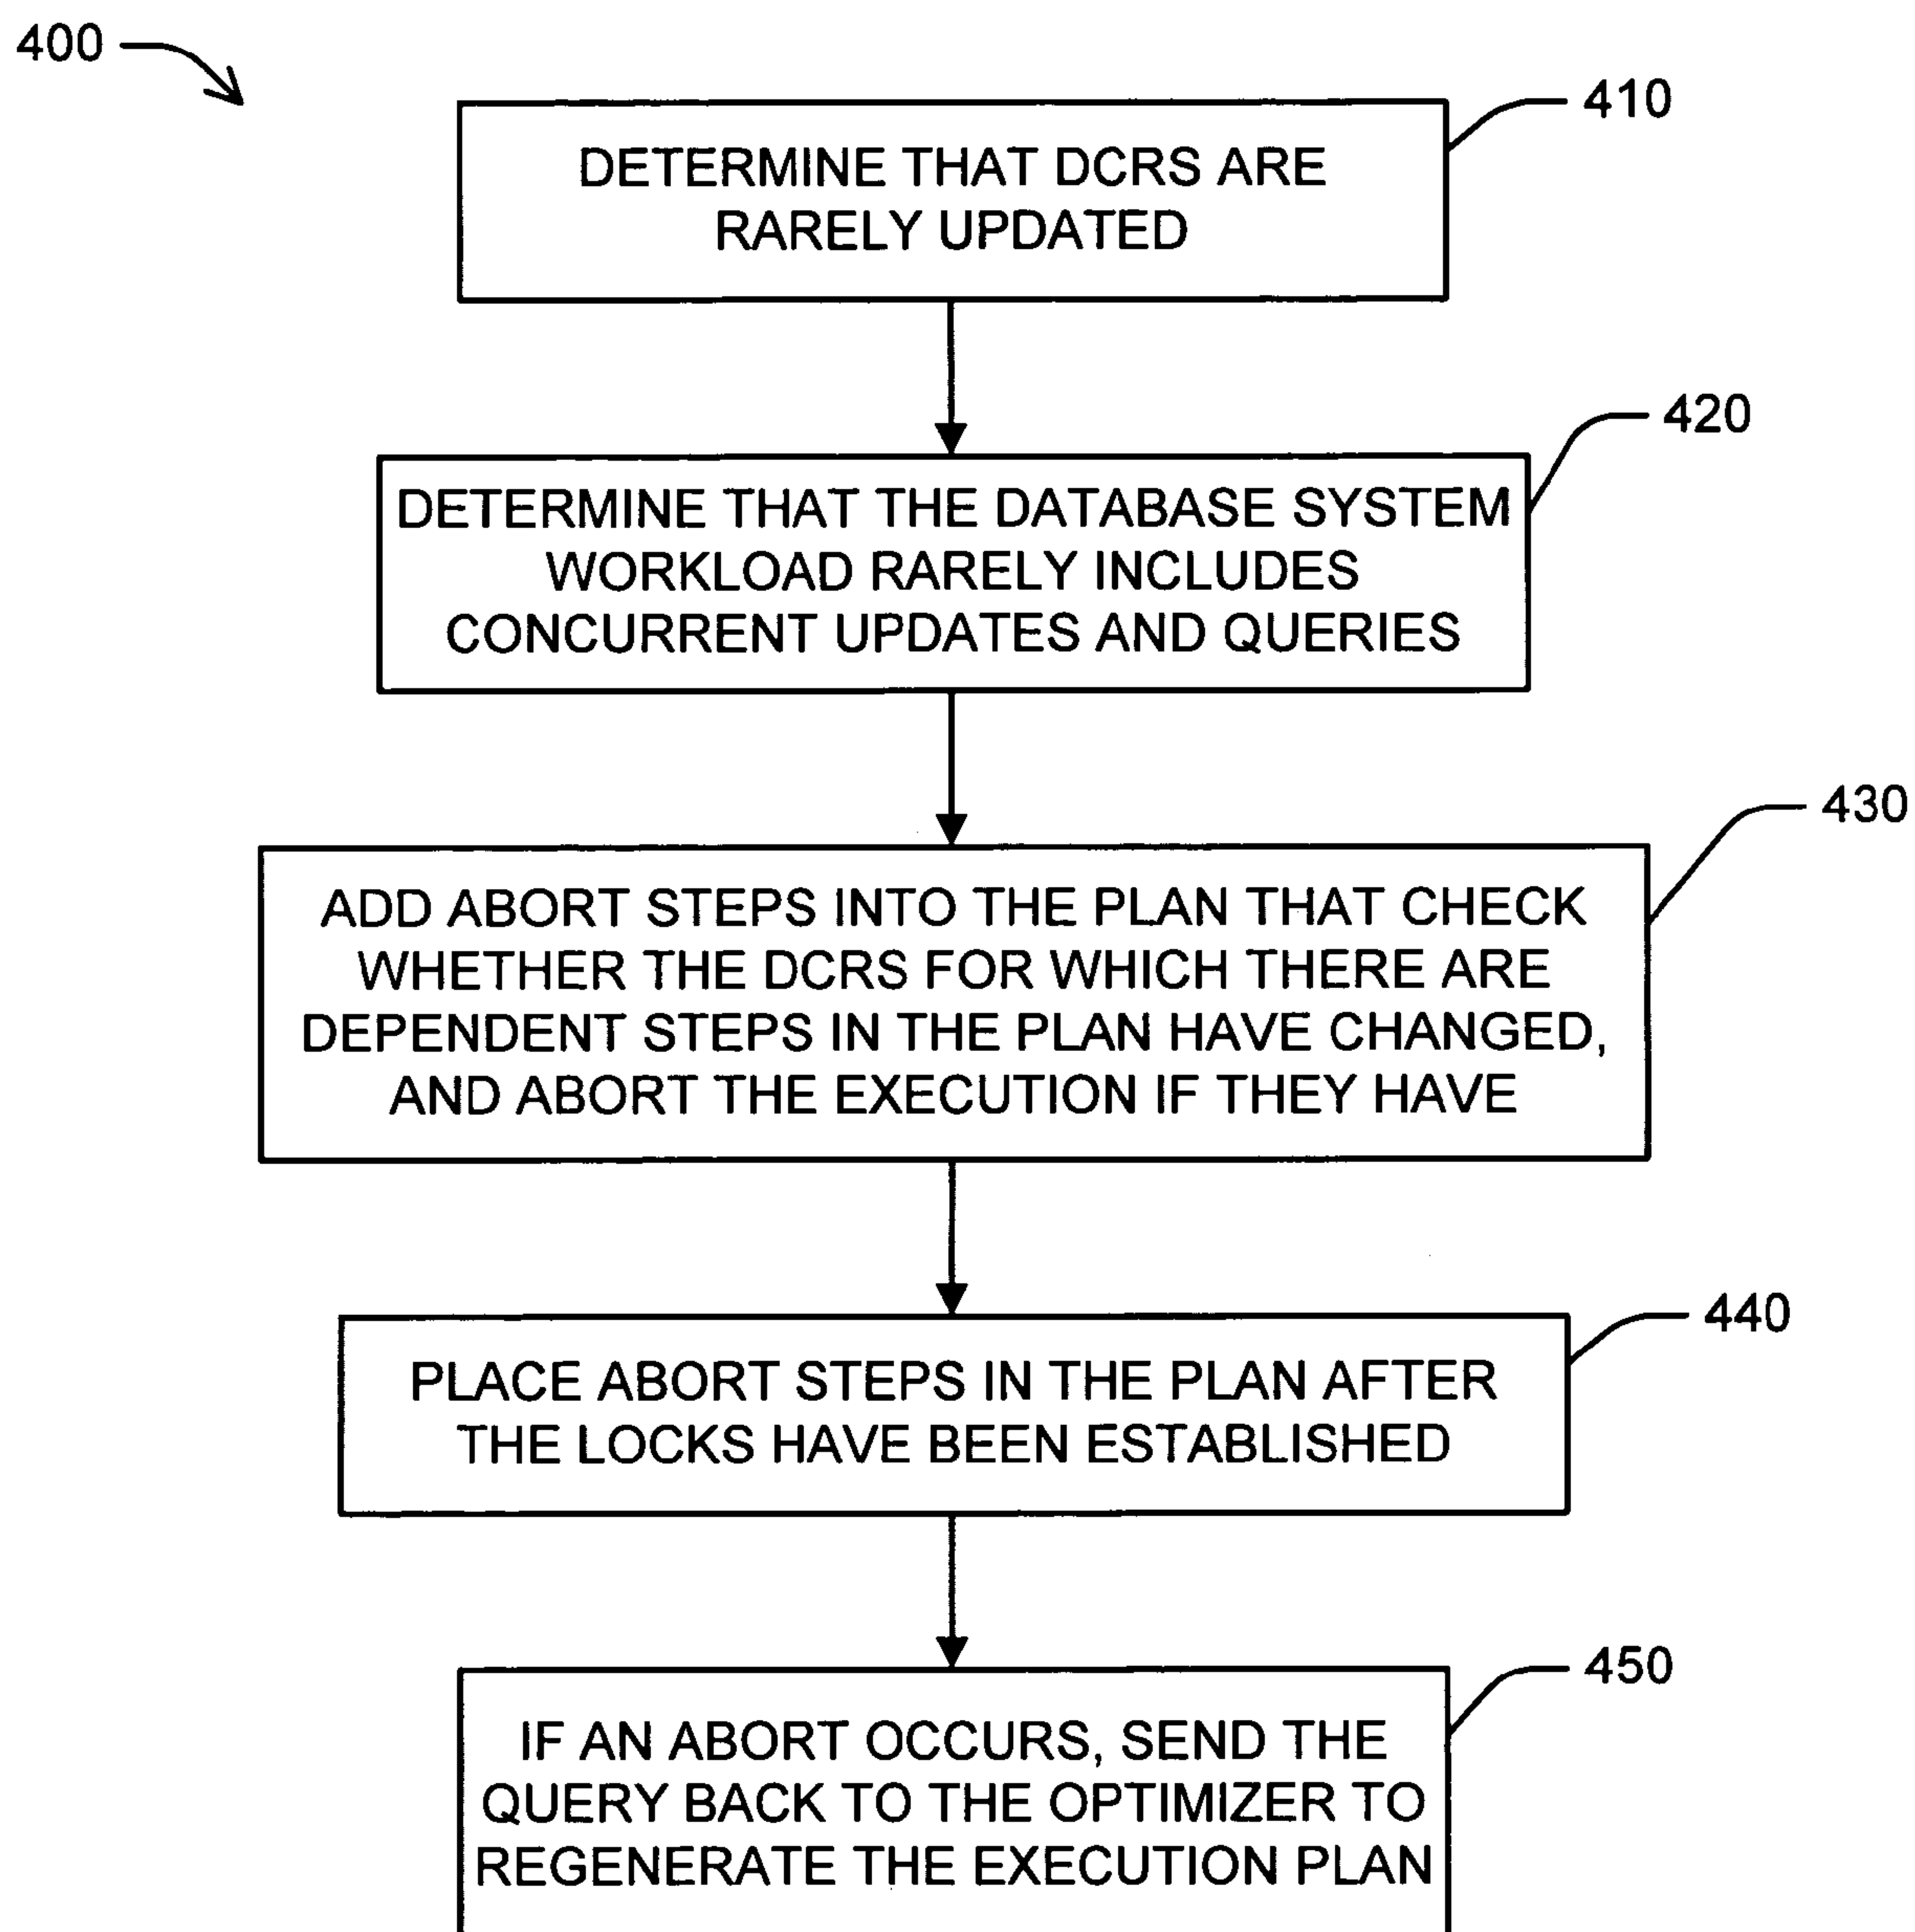 400
410
DETERMINE THAT DCRS ARE
RARELY UPDATED
420
DETERMINE THAT THE DATABASE SYSTEM
WORKLOAD RARELY INCLUDES
CONCURRENT UPDATES AND QUERIES
430
ADD ABORT STEPS INTO THE PLAN THAT CHECK
WHETHER THE DCRS FOR WHICH THERE ARE
DEPENDENT STEPS IN THE PLAN HAVE CHANGED,
AND ABORT THE EXECUTION IF THEY HAVE
440
PLACE ABORT STEPS IN THE PLAN AFTER
THE LOCKS HAVE BEEN ESTABLISHED
450
IF AN ABORT OCCURS, SEND THE
QUERY BACK TO THE OPTIMIZER TO
REGENERATE THE EXECUTION PLAN